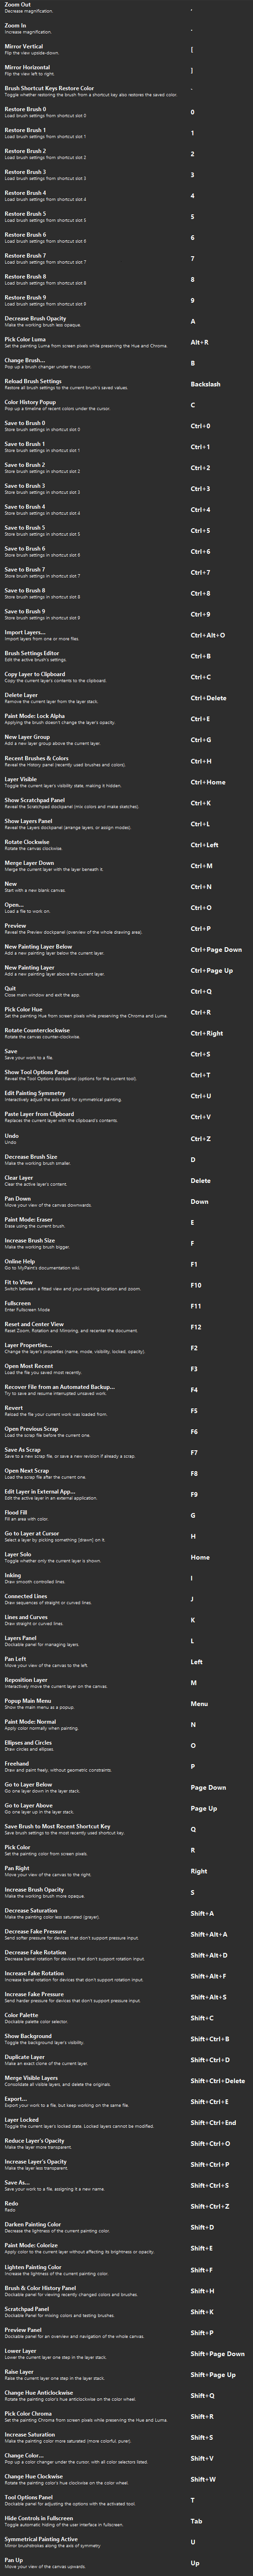 Zoom Out
Decrease magnification.
,
Zoom In
Increase magnification.
.
Mirror Vertical
Flip the view upside-down.
[
Mirror Horizontal
Flip the view left to right.
]
Brush Shortcut Keys Restore Color
Toggle whether restoring the brush from a shortcut key also restores the saved color.
Restore Brush 0
Load brush settings from shortcut slot 0
0
Restore Brush 1
Load brush settings from shortcut slot 1
1
Restore Brush 2
Load brush settings from shortcut slot 2
2
Restore Brush 3
Load brush settings from shortcut slot 3
3
Restore Brush 4
Load brush settings from shortcut slot 4
4
Restore Brush 5
Load brush settings from shortcut slot 5
5
Restore Brush 6
Load brush settings from shortcut slot 6
6
Restore Brush 7
Load brush settings from shortcut slot 7
7
Restore Brush 8
Load brush settings from shortcut slot 8
8
Restore Brush 9
Load brush settings from shortcut slot 9
9
Decrease Brush Opacity
Make the working brush less opaque.
A
Pick Color Luma
Set the painting Luma from screen pixels while preserving the Hue and Chroma.
Alt+R
Change Brush...
Pop up a brush changer under the cursor.
B
Reload Brush Settings
Restore all brush settings to the current brush's saved values.
Backslash
Color History Popup
Pop up a timeline of recent colors under the cursor.
C
Save to Brush 0
Store brush settings in shortcut slot 0
Ctrl+0
Save to Brush 1
Store brush settings in shortcut slot 1
Ctrl+1
Save to Brush 2
Store brush settings in shortcut slot 2
Ctrl+2
Save to Brush 3
Store brush settings in shortcut slot 3
Ctrl+3
Save to Brush 4
Store brush settings in shortcut slot 4
Ctrl+4
Save to Brush 5
Store brush settings in shortcut slot 5
Ctrl+5
Save to Brush 6
Store brush settings in shortcut slot 6
Ctrl+6
Save to Brush 7
Store brush settings in shortcut slot 7
Ctrl+7
Save to Brush 8
Store brush settings in shortcut slot 8
Ctrl+8
Save to Brush 9
Store brush settings in shortcut slot 9
Ctrl+9
Import Layers...
Import layers from one or more files.
Ctrl+Alt+O
Brush Settings Editor
Edit the active brush's settings.
Ctrl+B
Copy Layer to Clipboard
Copy the current layer's contents to the clipboard.
Ctrl+C
Delete Layer
Remove the current layer from the layer stack.
Ctrl+Delete
Paint Mode: Lock Alpha
Applying the brush doesn't change the layer's opacity.
Ctrl+E
New Layer Group
Add a new layer group above the current layer.
Ctrl+G
Recent Brushes & Colors
Reveal the History panel (recently used brushes and colors).
Ctrl+H
Layer Visible
Toggle the current layer's visibility state, making it hidden.
Ctrl+Home
Show Scratchpad Panel
Reveal the Scratchpad dockpanel (mix colors and make sketches).
Ctrl+K
Show Layers Panel
Reveal the Layers dockpanel (arrange layers, or assign modes).
Ctrl+L
Rotate Clockwise
Rotate the canvas clockwise.
Ctrl+Left
Merge Layer Down
Merge the current layer with the layer beneath it.
Ctrl+M
New
Start with a new blank canvas.
Ctrl+N
Open...
Load a file to work on.
Ctrl+O
Preview
Reveal the Preview dockpanel (overview of the whole drawing area).
Ctrl+P
New Painting Layer Below
Add a new painting layer below the current layer.
Ctrl+Page Down
New Painting Layer
Add a new painting layer above the current layer.
Ctrl+Page Up
Quit
Close main window and exit the app.
Ctrl+Q
Pick Color Hue
Set the painting Hue from screen pixels while preserving the Chroma and Luma.
Ctrl+R
Rotate Counterclockwise
Rotate the canvas counter-clockwise.
Ctrl+Right
Save
Save your work to a file.
Ctrl+S
Show Tool Options Panel
Reveal the Tool Options dockpanel (options for the current tool).
Ctrl+T
Edit Painting Symmetry
Interactively adjust the axis used for symmetrical painting.
Ctrl+U
Paste Layer from Clipboard
Replaces the current layer with the clipboard's contents.
Ctrl+V
Undo
Undo
Ctrl+Z
Decrease Brush Size
Make the working brush smaller.
D
Clear Layer
Clear the active layer's content.
Delete
Pan Down
Move your view of the canvas downwards.
Down
Paint Mode: Eraser
Erase using the current brush.
E
Increase Brush Size
Make the working brush bigger.
F
Online Help
Go to MyPaint's documentation wiki.
F1
Fit to View
Switch between a fitted view and your working location and zoom.
F10
Fullscreen
Enter Fullscreen Mode
F11
Reset and Center View
Reset Zoom, Rotation and Mirroring, and recenter the document.
F12
Layer Properties...
Change the layer's properties (name, mode, visibility, locked, opacity).
F2
Open Most Recent
Load the file you saved most recently.
F3
Recover File from an Automated Backup...
Try to save and resume interrupted unsaved work.
F4
Revert
Reload the file your current work was loaded from.
F5
Open Previous Scrap
Load the scrap file before the current one.
F6
Save As Scrap
Save to a new scrap file, or save a new revision if already a scrap.
F7
Open Next Scrap
Load the scrap file after the current one.
F8
Edit Layer in External App...
Edit the active layer in an external application.
F9
Flood Fill
Fill an area with color.
G
Go to Layer at Cursor
Select a layer by picking something [drawn] on it.
H
Layer Solo
Toggle whether only the current layer is shown.
Home
Inking
Draw smooth controlled lines.
I
Connected Lines
Draw sequences of straight or curved lines.
J
Lines and Curves
Draw straight or curved lines.
K
Layers Panel
Dockable panel for managing layers.
L
Pan Left
Move your view of the canvas to the left.
Left
Reposition Layer
Interactively move the current layer on the canvas.
M
Popup Main Menu
Show the main menu as a popup.
Menu
Paint Mode: Normal
Apply color normally when painting.
N
Ellipses and Circles
Draw circles and ellipses.
O
Freehand
Draw and paint freely, without geometric constraints.
P
Go to Layer Below
Go one layer down in the layer stack.
Page Down
Go to Layer Above
Go one layer up in the layer stack.
Page Up
Save Brush to Most Recent Shortcut Key
Save brush settings to the most recently used shortcut key.
Q
Pick Color
Set the painting color from screen pixels.
R
Pan Right
Move your view of the canvas to the right.
Right
Increase Brush Opacity
Make the working brush more opaque.
S
Decrease Saturation
Make the painting color less saturated (grayer).
Shift+A
Decrease Fake Pressure
Send softer pressure for devices that don't support pressure input.
Shift+Alt+A
Decrease Fake Rotation
Decrease barrel rotation for devices that don't support rotation input.
Shift+Alt+D
Increase Fake Rotation
Increase barrel rotation for devices that don't support rotation input.
Shift+Alt+F
Increase Fake Pressure
Send harder pressure for devices that don't support pressure input.
Shift+Alt+S
Color Palette
Dockable palette color selector.
Shift+C
Show Background
Toggle the background layer's visibility.
Shift+Ctrl+B
Duplicate Layer
Make an exact clone of the current layer.
Shift+Ctrl+D
Merge Visible Layers
Consolidate all visible layers, and delete the originals.
Shift+Ctrl+Delete
Export...
Export your work to a file, but keep working on the same file.
Shift+Ctrl+E
Layer Locked
Toggle the current layer's locked state. Locked layers cannot be modified.
Shift+Ctrl+End
Reduce Layer's Opacity
Make the layer more transparent.
Shift+Ctrl+O
Increase Layer's Opacity
Make the layer less transparent.
Shift+Ctrl+P
Save As...
Save your work to a file, assigning it a new name.
Shift+Ctrl+S
Redo
Redo
Shift+Ctrl+Z
Darken Painting Color
Decrease the lightness of the current painting color.
Shift+D
Paint Mode: Colorize
Apply color to the current layer without affecting its brightness or opacity.
Shift+E
Lighten Painting Color
Increase the lightness of the current painting color.
Shift+F
Brush & Color History Panel
Dockable panel for viewing recently changed colors and brushes.
Shift+H
Scratchpad Panel
Dockable Panel for mixing colors and testing brushes.
Shift+K
Preview Panel
Dockable panel for an overview and navigation of the whole canvas.
Shift+P
Lower Layer
Lower the current layer one step in the layer stack.
Shift+Page Down
Raise Layer
Raise the current layer one step in the layer stack.
Shift+Page Up
Change Hue Anticlockwise
Rotate the painting color's hue anticlockwise on the color wheel.
Shift+Q
Pick Color Chroma
Set the painting Chroma from screen pixels while preserving the Hue and Luma.
Shift+R
Increase Saturation
Make the painting color more saturated (more colorful, purer).
Shift+S
Change Color...
Pop up a color changer under the cursor, with all color selectors listed.
Shift+V
Change Hue Clockwise
Rotate the painting color's hue clockwise on the color wheel
Shift+W
Tool Options Panel
Dockable panel for adjusting options with the activated tool.
T
Hide Controls in Fullscreen
Toggle automatic hiding of the user interface in fullscreen.
Tab
Symmetrical Painting Active
Mirror brushstrokes along the axis of symmetry
U
Pan Up
Move your view of the canvas upwards.
Up